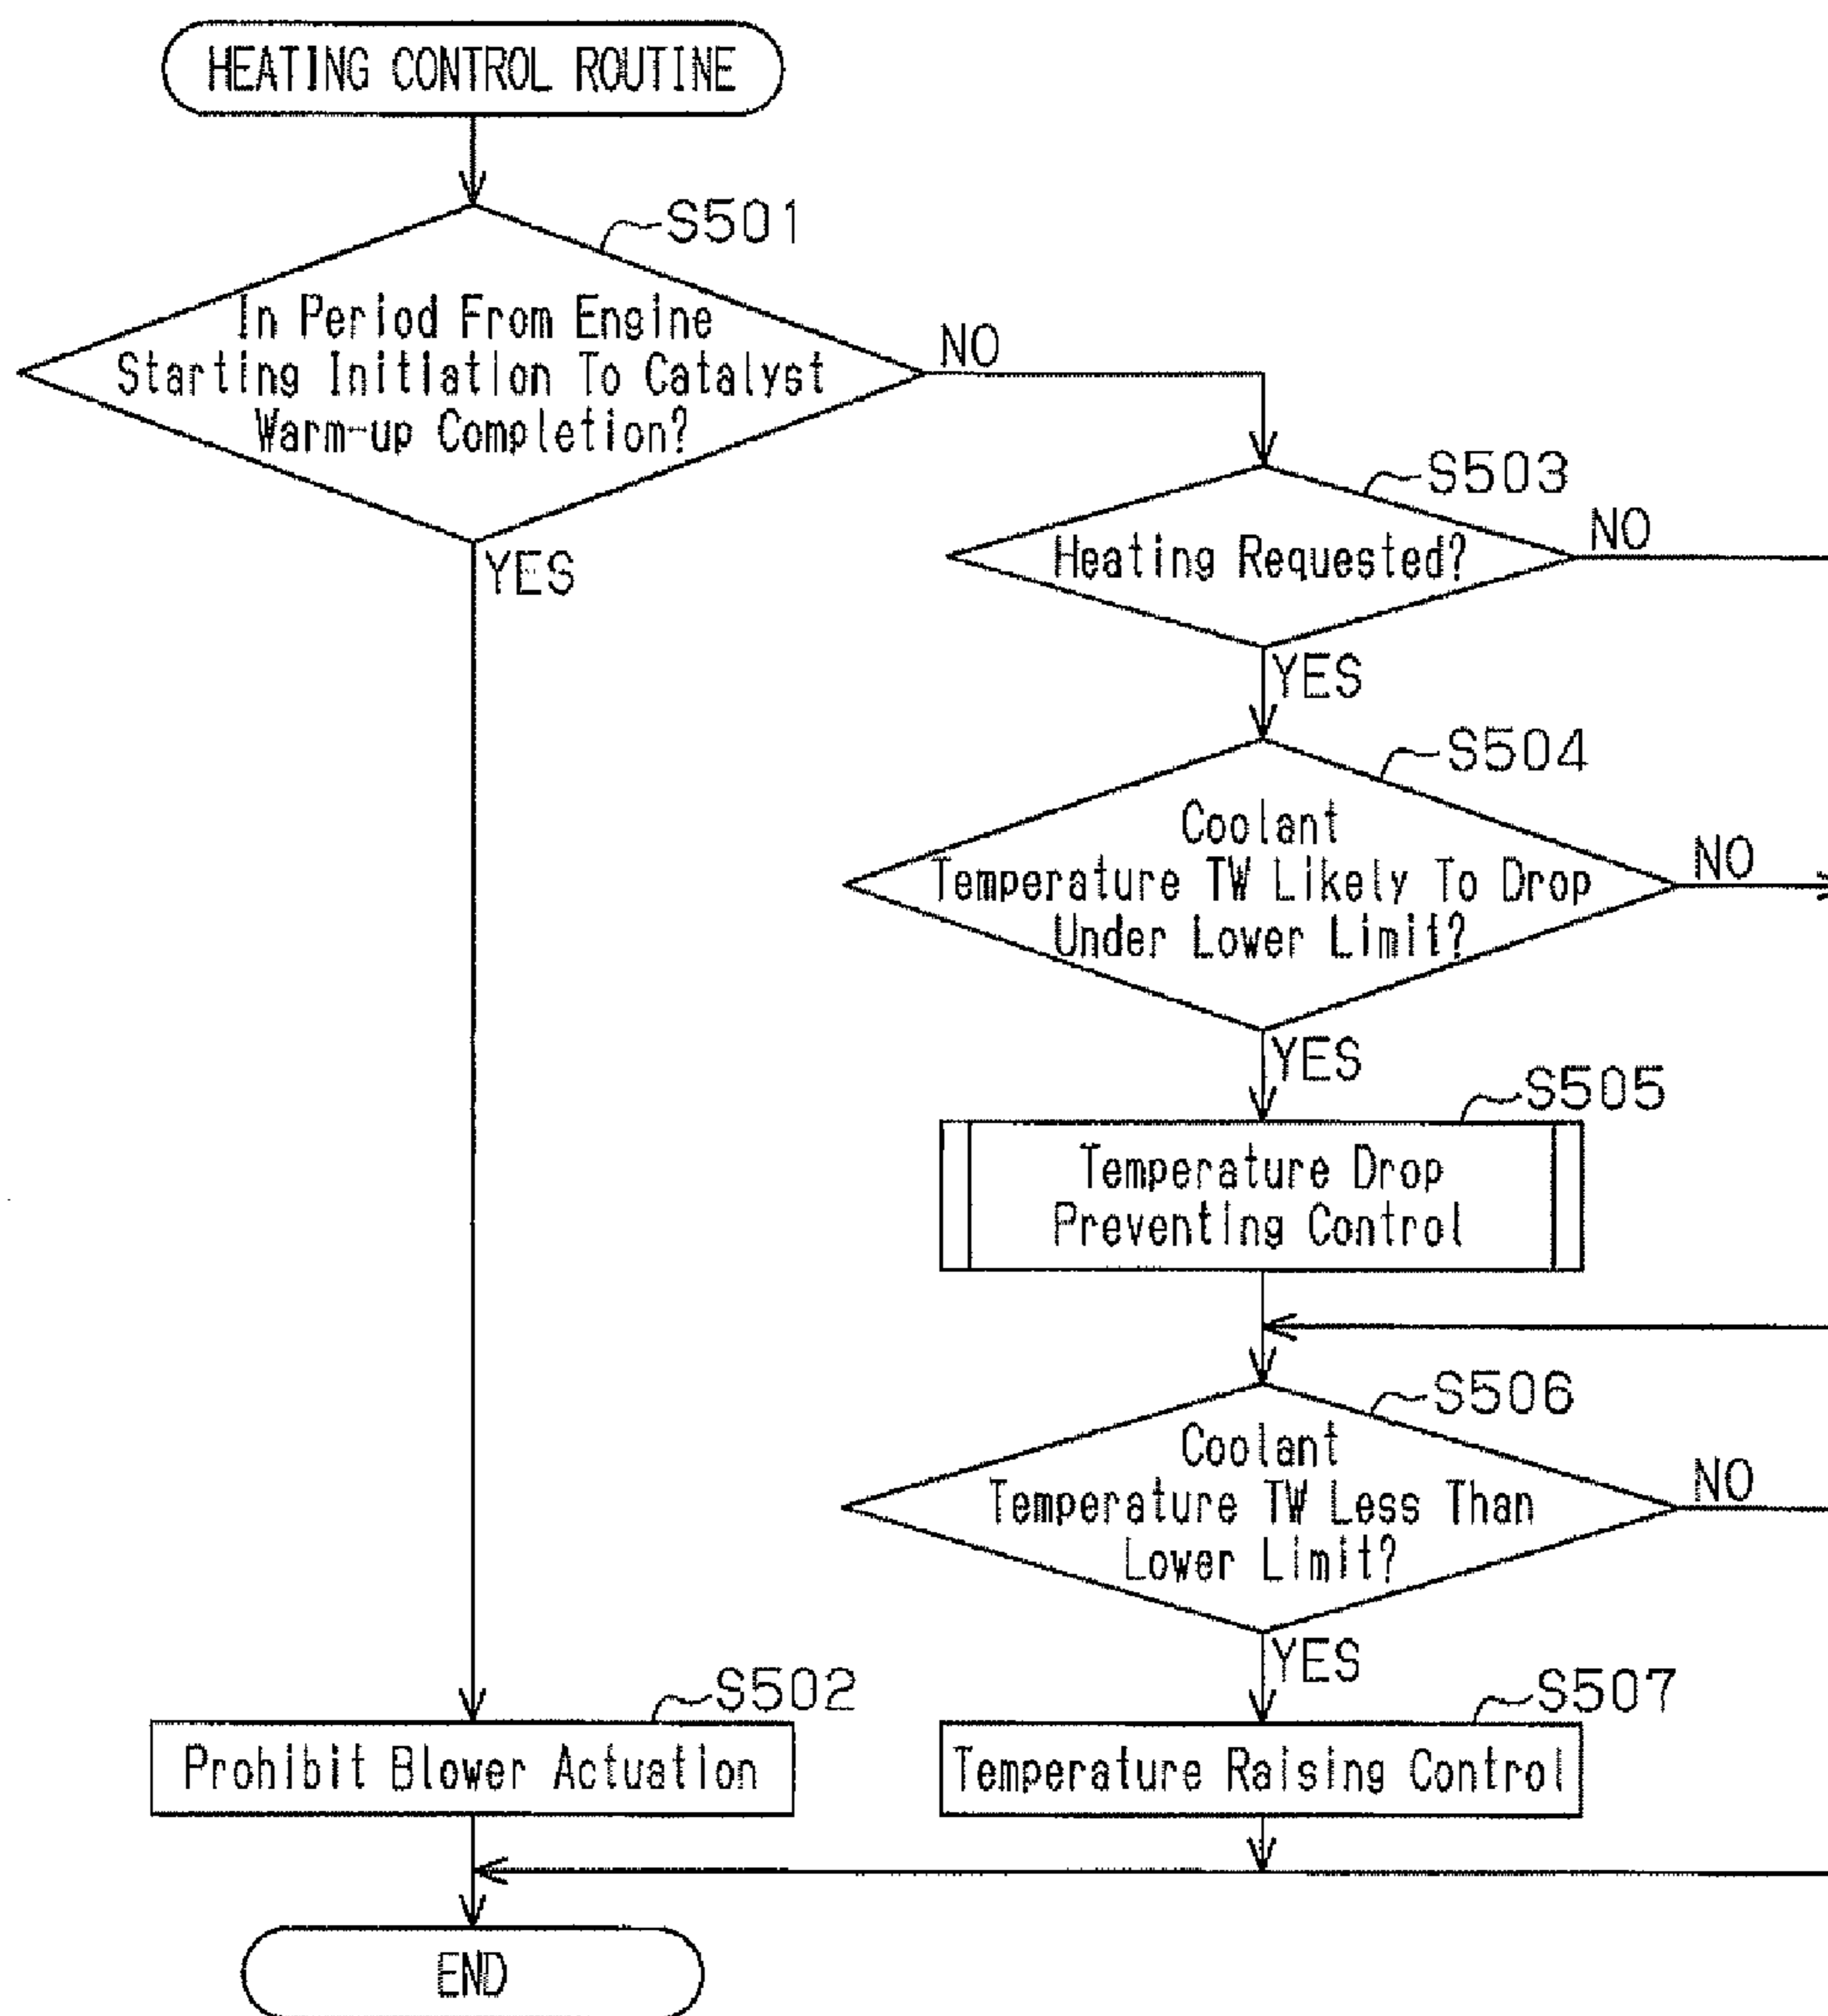 HEATING CONTROL ROUTINE
S501
In Period From Engine
Starting Initiation To Catalyst
Warm-up Completion?
NO
YES
S503
Heating Requested?
NO
YES
S504
Coolant
Temperature TW Likely To Drop
Under Lower Limit?
NO
YES
S505
Temperature Drop
Preventing Control
S506
Coolant
Temperature TW Less Than
Lower Limit?
NO
YES
S502
Prohibit Blower Actuation
S507
Temperature Raising Control
END